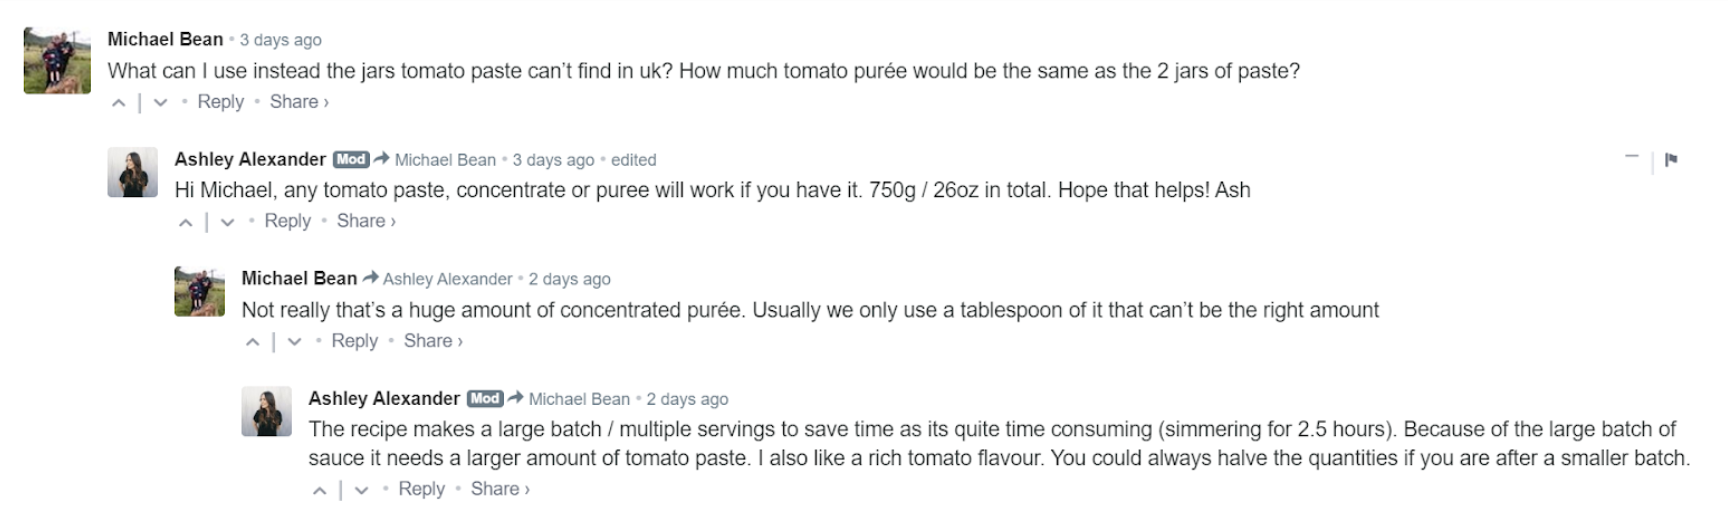 Michael Bean • 3 days ago
What can I use instead the jars tomato paste can’t find in uk? How much tomato purée would be the same as the 2 jars of paste?
• Reply • Share ›
Ashley Alexander Mod Michael Bean • 3 days ago • edited
Hi Michael, any tomato paste, concentrate or puree will work if you have it. 750g / 26oz in total. Hope that helps! Ash
• Reply • Share ›
Michael Bean Ashley Alexander • 2 days ago
Not really that’s a huge amount of concentrated purée. Usually we only use a tablespoon of it that can’t be the right amount
• Reply • Share ›
Ashley Alexander Mod Michael Bean • 2 days ago
The recipe makes a large batch / multiple servings to save time as its quite time consuming (simmering for 2.5 hours). Because of the large batch of
sauce it needs a larger amount of tomato paste. I also like a rich tomato flavour. You could always halve the quantities if you are after a smaller batch.
• Reply • Share ›